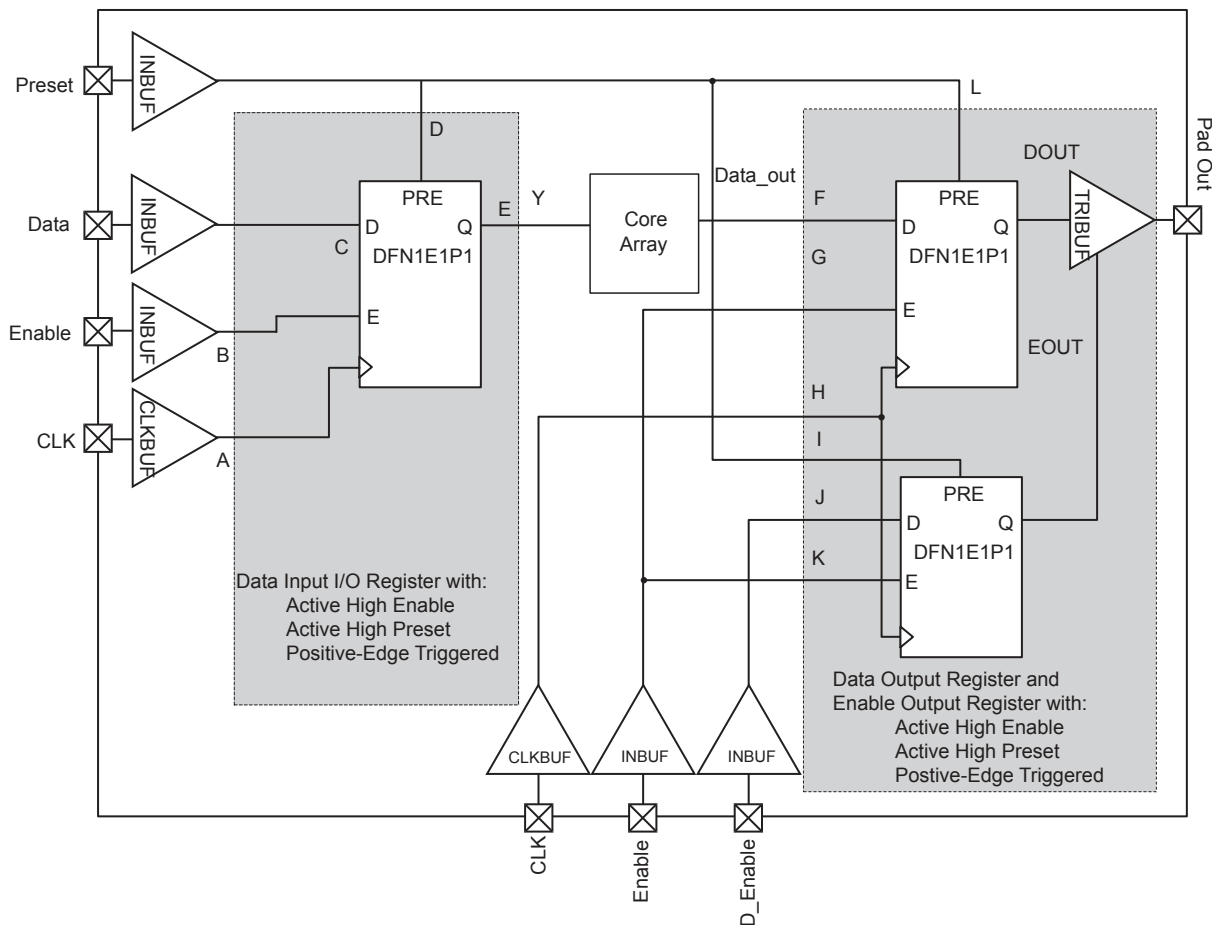 Preset
INBUF
L
D
Pad Out
DOUT
Data
INBUF
PRE
D
Q
DFN1E1P1
C
E
Y
Core
Array
Data_out
F
G
PRE
D
Q
DFN1E1P1
E
TRIBUF
Enable
INBUF
B
E
EOUT
CLK
CLKBUF
A
H
I
J
K
PRE
D
Q
DFN1E1P1
E
Data Input I/O Register with:
Active High Enable
Active High Preset
Positive-Edge Triggered
Data Output Register and
Enable Output Register with:
Active High Enable
Active High Preset
Postive-Edge Triggered
CLKBUF
INBUF
INBUF
CLK
Enable
D_Enable